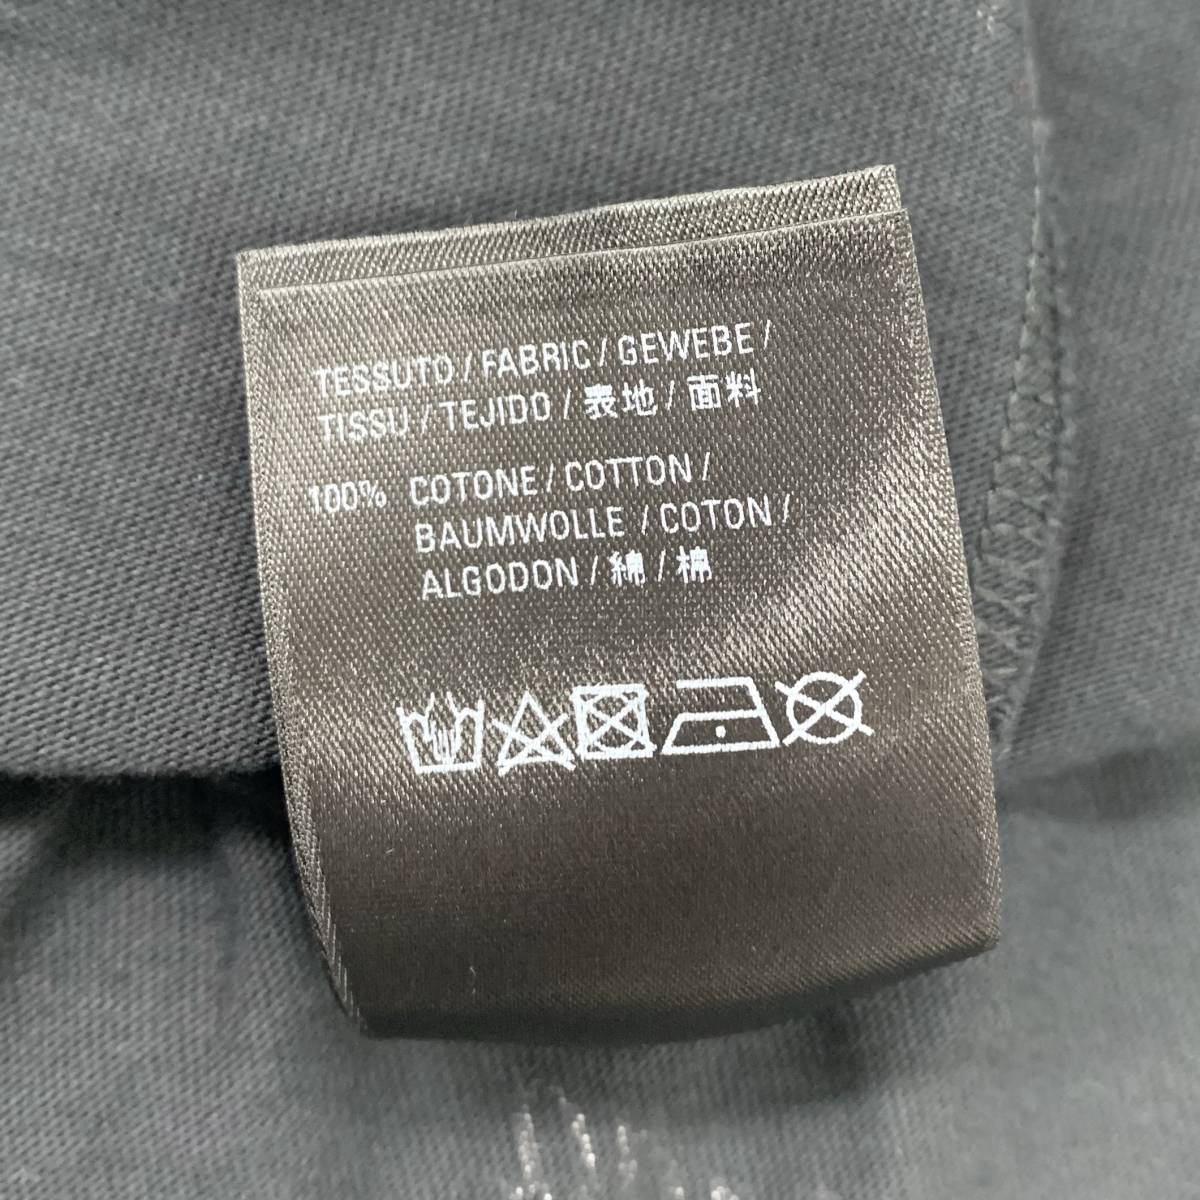 TESSUTO / FABRIC / GEWEBE /
TISSU / TEJIDO / 表地 / 面料
100% COTONE / COTTON /
BAUMWOLLE / COTON /
ALGODON / 綿 / 棉